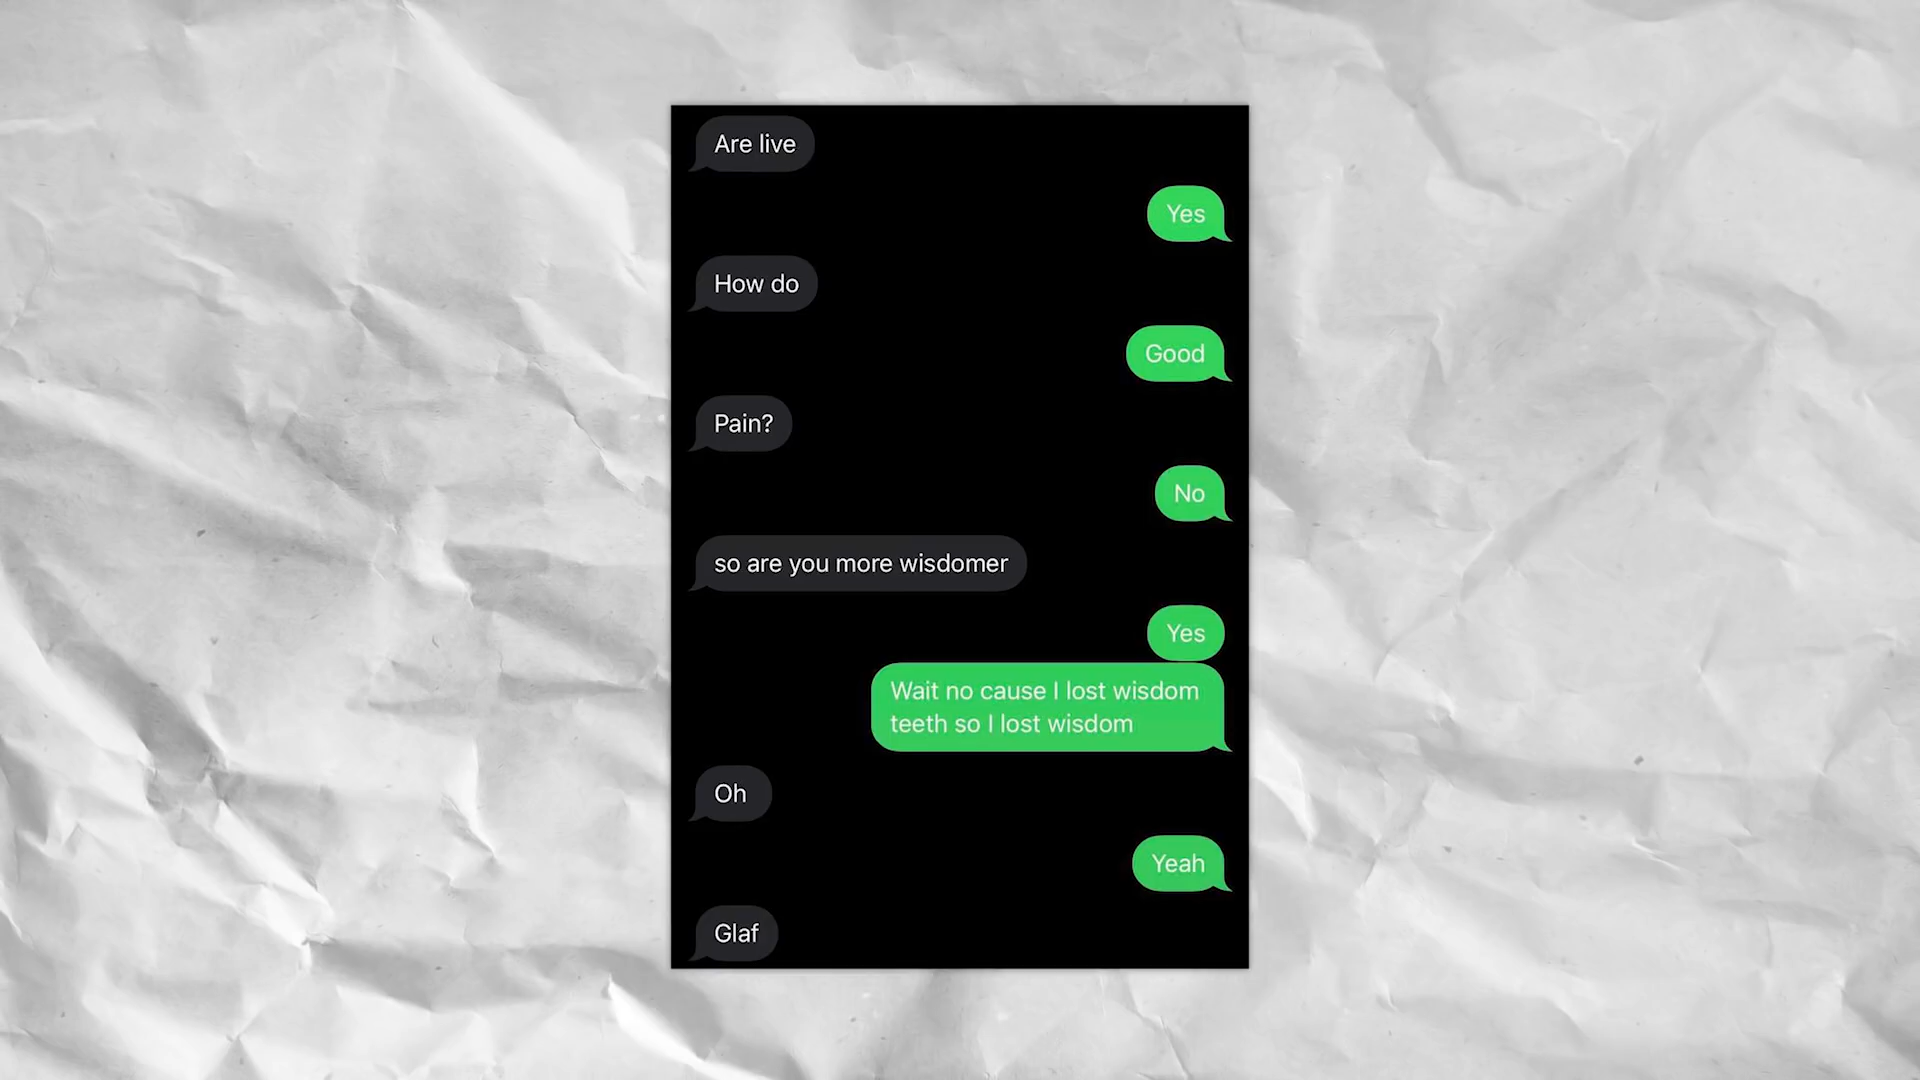 Are live
Yes
How do
Good
Pain?
No
so are you more wisdomer
Yes
Wait no cause I lost wisdom
teeth so I lost wisdom
Oh
Yeah
Glaf